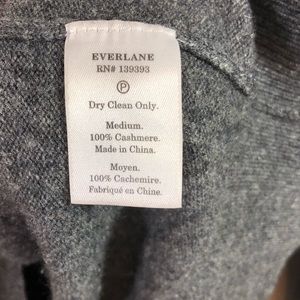 EVERLANE
RN# 139393
P
Dry Clean Only.
Medium.
100% Cashmere.
Made in China.
Moyen.
100% Cachemire.
Fabriqué en Chine.